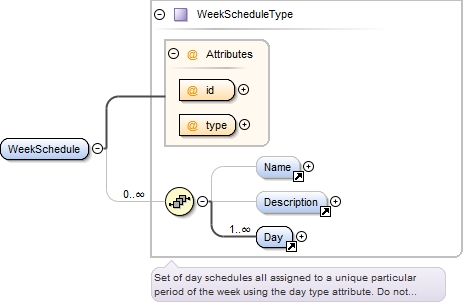 WeekScheduleType
@ Attributes
@ id
@ type
WeekSchedule
Name
0..∞
Description
1..∞
Day
Set of day schedules all assigned to a unique particular
period of the week using the day type attribute. Do not...